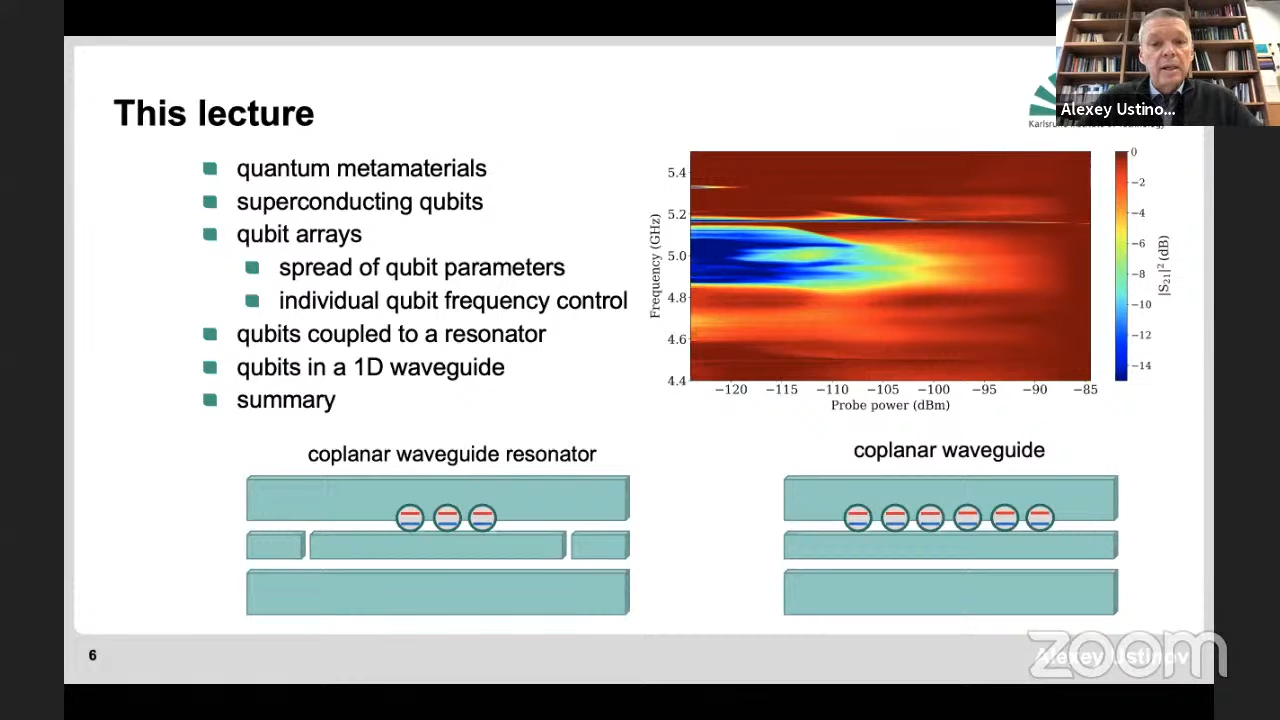 This lecture
Alexey Ustino...
quantum metamaterials
superconducting qubits
qubit arrays
spread of qubit parameters
individual qubit frequency control
qubits coupled to a resonator
qubits in a 1D waveguide
summary
Frequency (GHz)
5.4
5.2
5.0
4.8
4.6
4.4
−120 −115 −110 −105 −100 −95 −90 −85
Probe power (dBm)
0
−2
−4
−6
−8
−10
−12
−14
|S21|² (dB)
coplanar waveguide resonator
coplanar waveguide
6
Alexey Ustinov
zoom